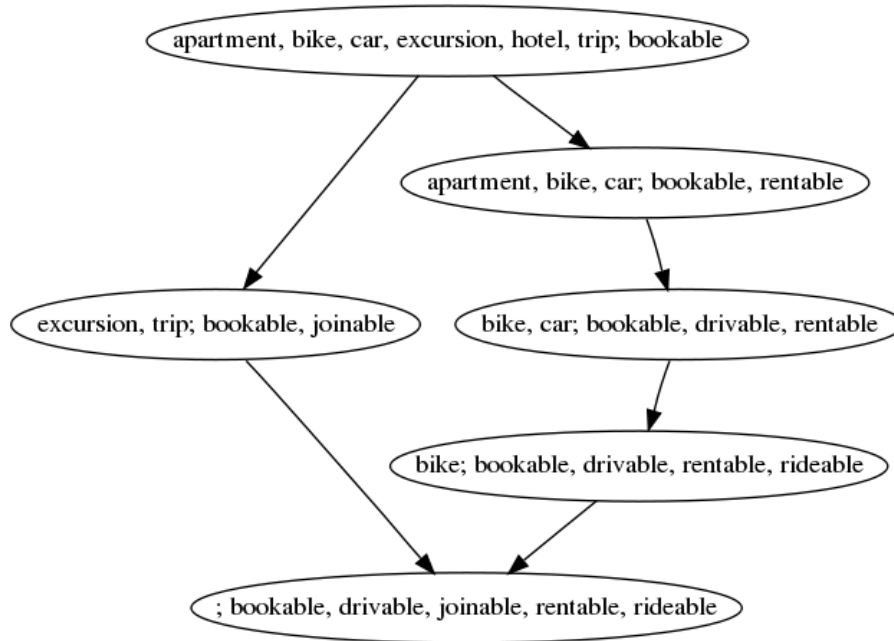 apartment, bike, car, excursion, hotel, trip; bookable
apartment, bike, car; bookable, rentable
excursion, trip; bookable, joinable
bike, car; bookable, drivable, rentable
bike; bookable, drivable, rentable, rideable
; bookable, drivable, joinable, rentable, rideable